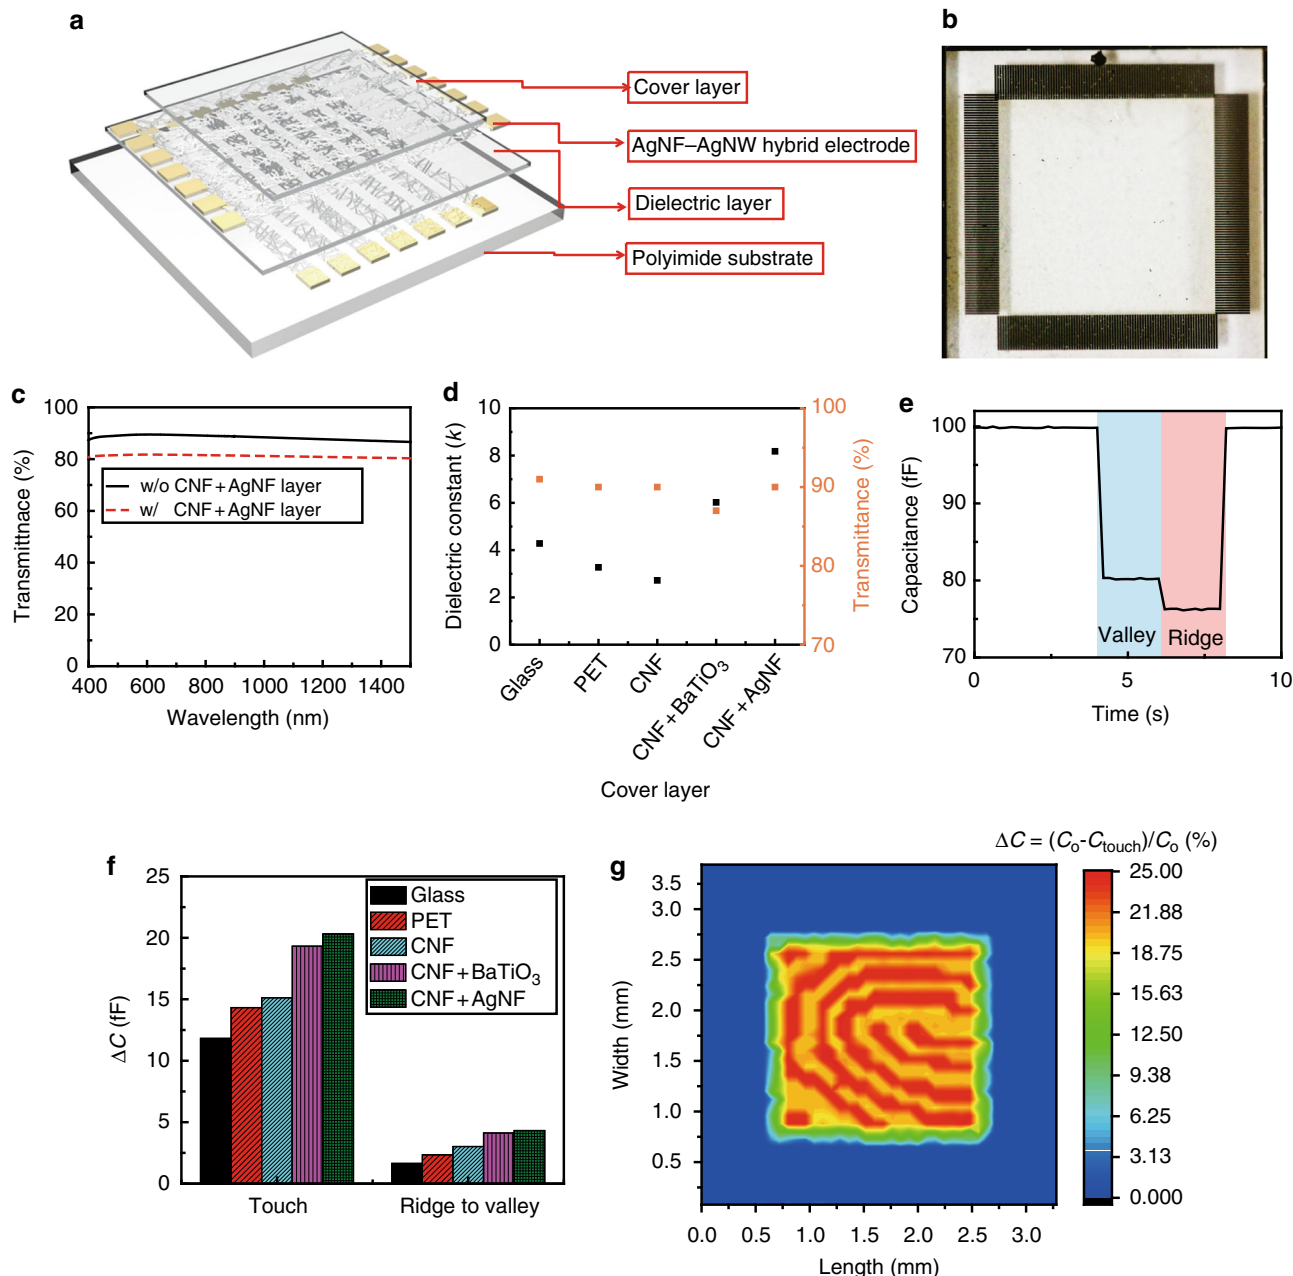 a
Cover layer
AgNF–AgNW hybrid electrode
Dielectric layer
Polyimide substrate
b
c
100
80
60
40
20
0
Transmittnace (%)
w/o CNF+AgNF layer
w/ CNF+AgNF layer
400 600 800 1000 1200 1400
Wavelength (nm)
d
10
8
6
4
2
0
Dielectric constant (k)
100
90
80
70
Transmittance (%)
Glass
PET
CNF
CNF+BaTiO3
CNF+AgNF
Cover layer
e
100
90
80
70
Capacitance (fF)
Valley Ridge
0 5 10
Time (s)
f
25
20
15
10
5
0
ΔC (fF)
Glass
PET
CNF
CNF+BaTiO3
CNF+AgNF
Touch Ridge to valley
g
ΔC = (Co-Ctouch)/Co (%)
3.5
3.0
2.5
2.0
1.5
1.0
0.5
Width (mm)
0.0 0.5 1.0 1.5 2.0 2.5 3.0
Length (mm)
25.00
21.88
18.75
15.63
12.50
9.38
6.25
3.13
0.000